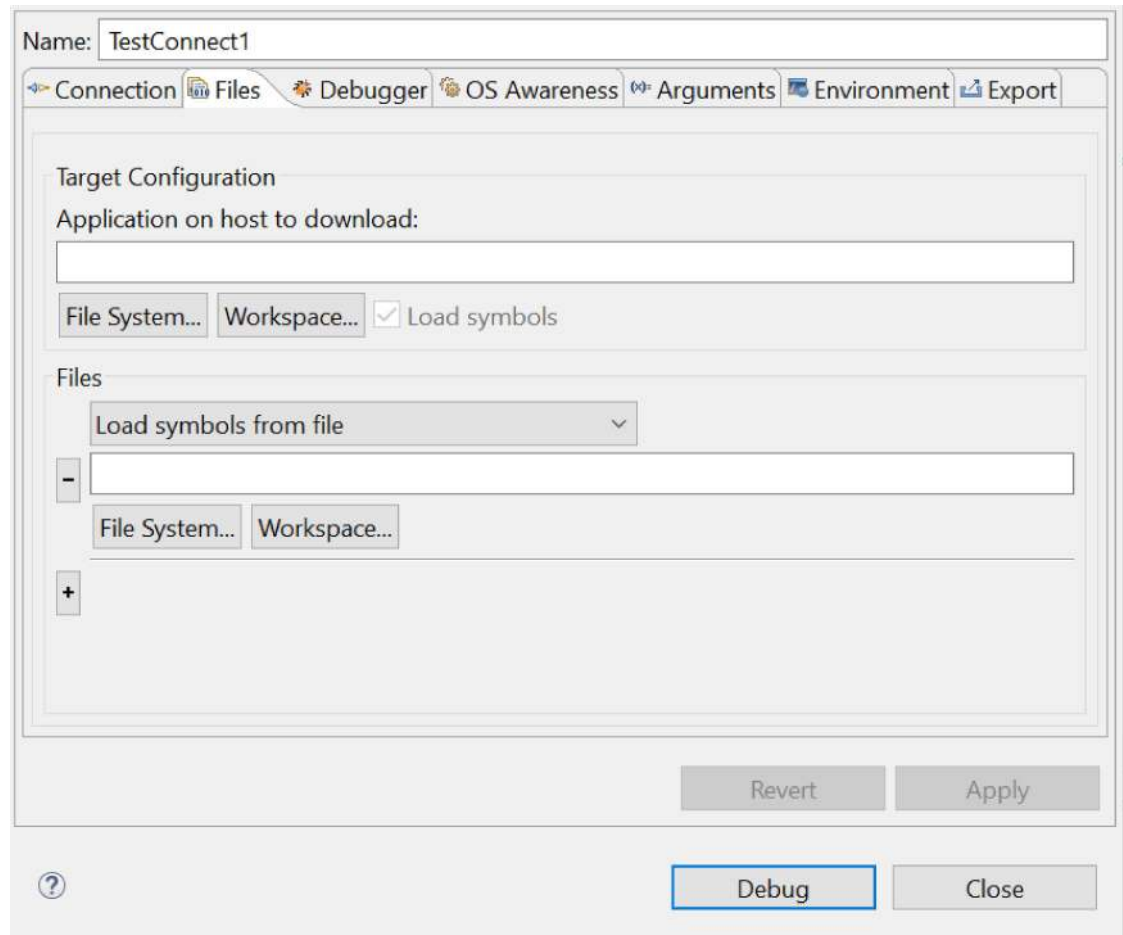 Name: TestConnect1
Connection Files Debugger OS Awareness (x)= Arguments Environment Export
Target Configuration
Application on host to download:
File System... Workspace... Load symbols
Files
Load symbols from file
-
File System... Workspace...
+
Revert Apply
? Debug Close